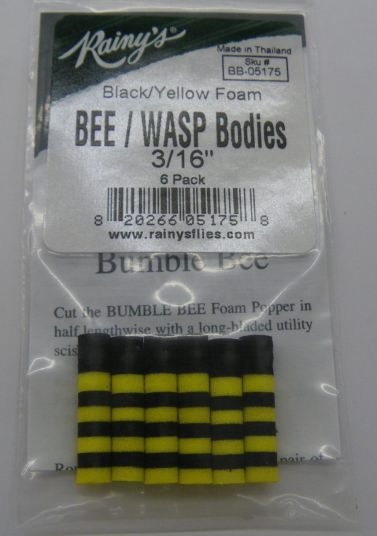 Rainy's®
Made in Thailand
Sku #
BB-05175
Black/Yellow Foam
BEE / WASP Bodies
3/16"
6 Pack
8 20266 05175 8
www.rainysflies.com
Bumble Bee
Cut the BUMBLE BEE Foam Popper in
half lengthwise with a long-bladed utility